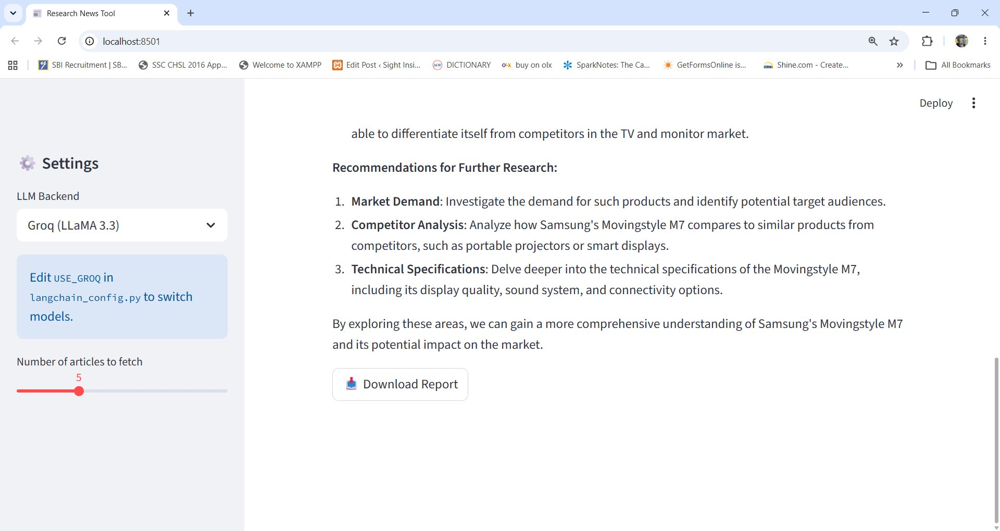 Research News Tool
localhost:8501
SBI Recruitment | SB...
SSC CHSL 2016 App...
Welcome to XAMPP
Edit Post ‹ Sight Insi...
DICTIONARY
buy on olx
SparkNotes: The Ca...
GetFormsOnline is...
Shine.com - Create...
All Bookmarks
Deploy
Settings
LLM Backend
Groq (LLaMA 3.3)
Edit USE_GROQ in
langchain_config.py to switch
models.
Number of articles to fetch
5
able to differentiate itself from competitors in the TV and monitor market.
Recommendations for Further Research:
1. Market Demand: Investigate the demand for such products and identify potential target audiences.
2. Competitor Analysis: Analyze how Samsung's Movingstyle M7 compares to similar products from
competitors, such as portable projectors or smart displays.
3. Technical Specifications: Delve deeper into the technical specifications of the Movingstyle M7,
including its display quality, sound system, and connectivity options.
By exploring these areas, we can gain a more comprehensive understanding of Samsung's Movingstyle M7
and its potential impact on the market.
Download Report